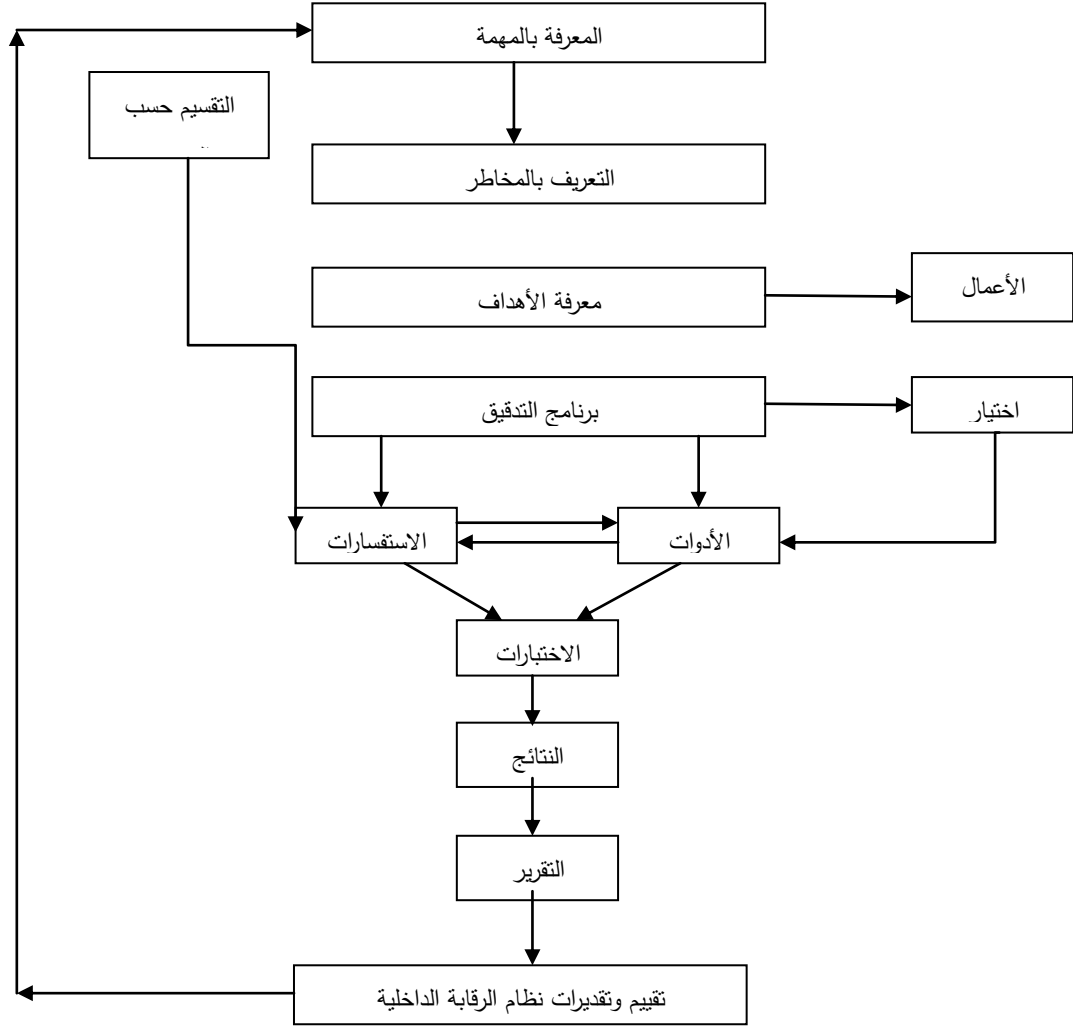 المعرفة بالمهمة
التقسيم حسب
التعريف بالمخاطر
معرفة الأهداف
الأعمال
برنامج التدقيق
اختيار
الاستفسارات
الأدوات
الاختبارات
النتائج
التقرير
تقييم وتقديرات نظام الرقابة الداخلية